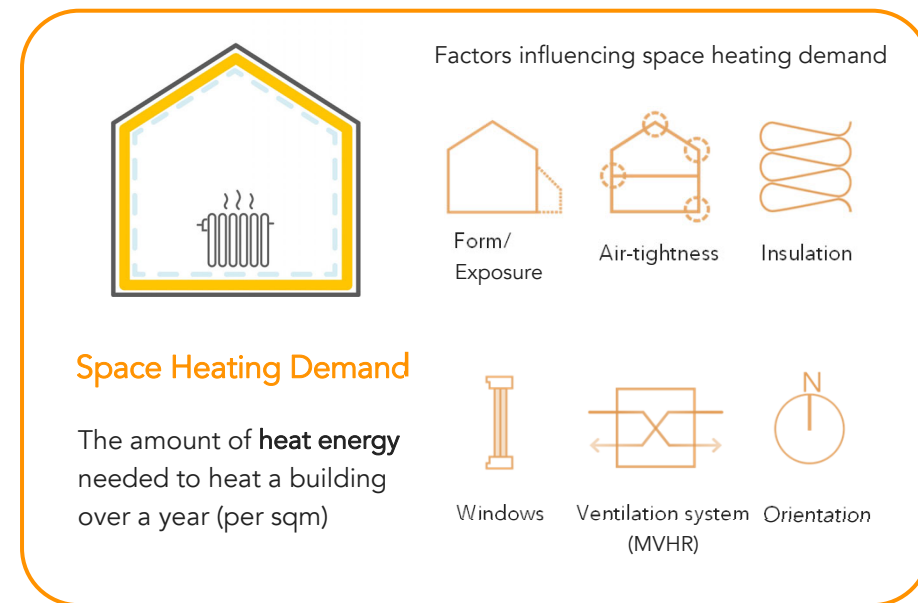 Factors influencing space heating demand
Form/
Exposure
Air-tightness
Insulation
Space Heating Demand
The amount of heat energy
needed to heat a building
over a year (per sqm)
N
Windows
Ventilation system
(MVHR)
Orientation